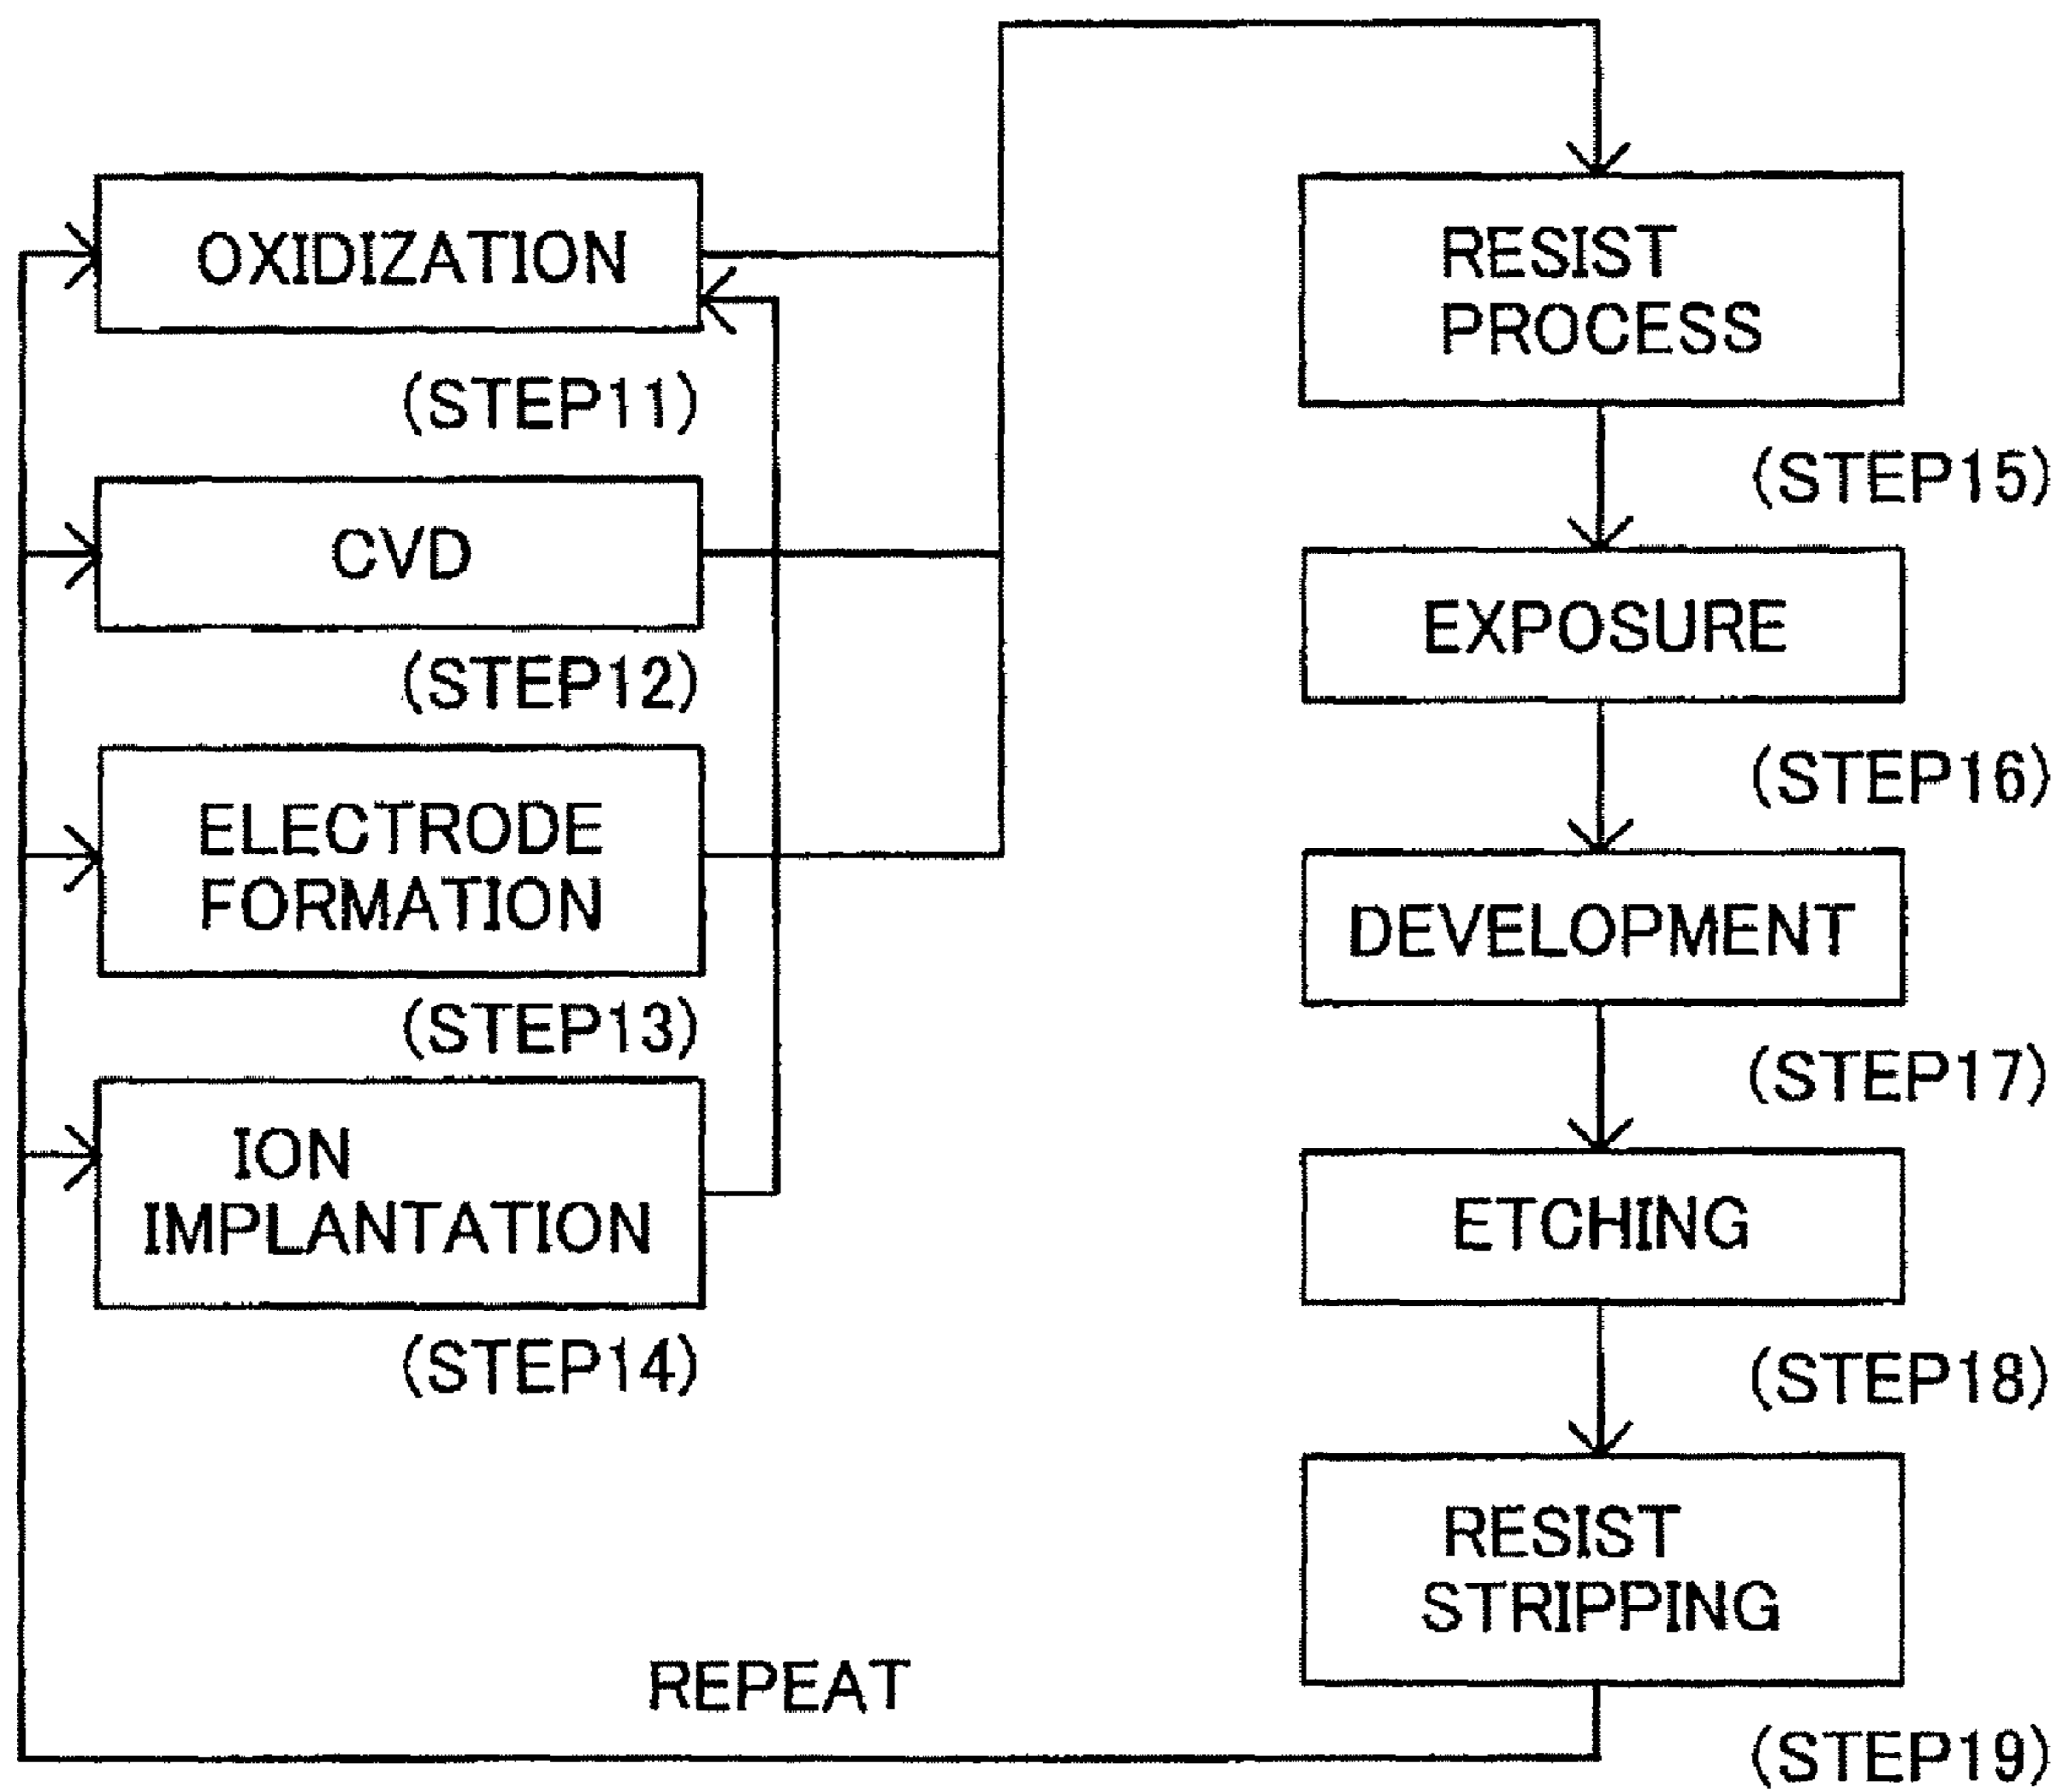 OXIDIZATION
(STEP11)
CVD
(STEP12)
ELECTRODE
FORMATION
(STEP13)
ION
IMPLANTATION
(STEP14)
RESIST
PROCESS
(STEP15)
EXPOSURE
(STEP16)
DEVELOPMENT
(STEP17)
ETCHING
(STEP18)
RESIST
STRIPPING
(STEP19)
REPEAT